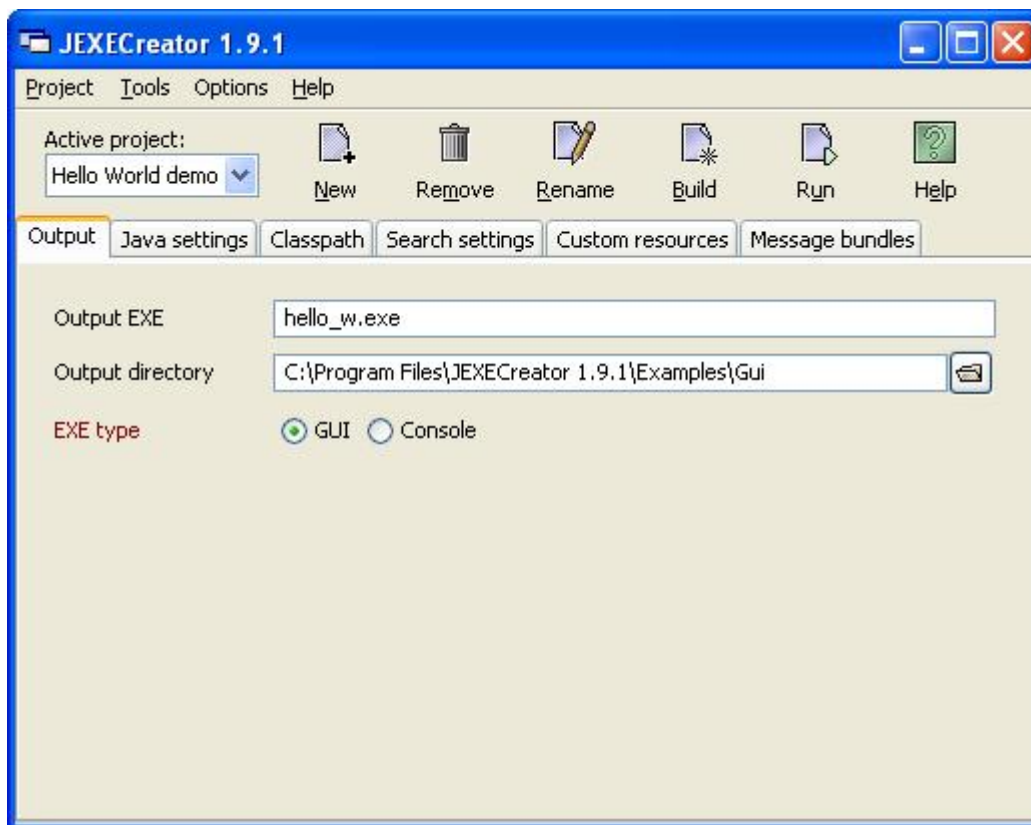 JEXECreator 1.9.1
Project Tools Options Help
Active project:
Hello World demo
New Remove Rename Build Run Help
Output Java settings Classpath Search settings Custom resources Message bundles
Output EXE hello_w.exe
Output directory C:\Program Files\JEXECreator 1.9.1\Examples\Gui
EXE type GUI Console